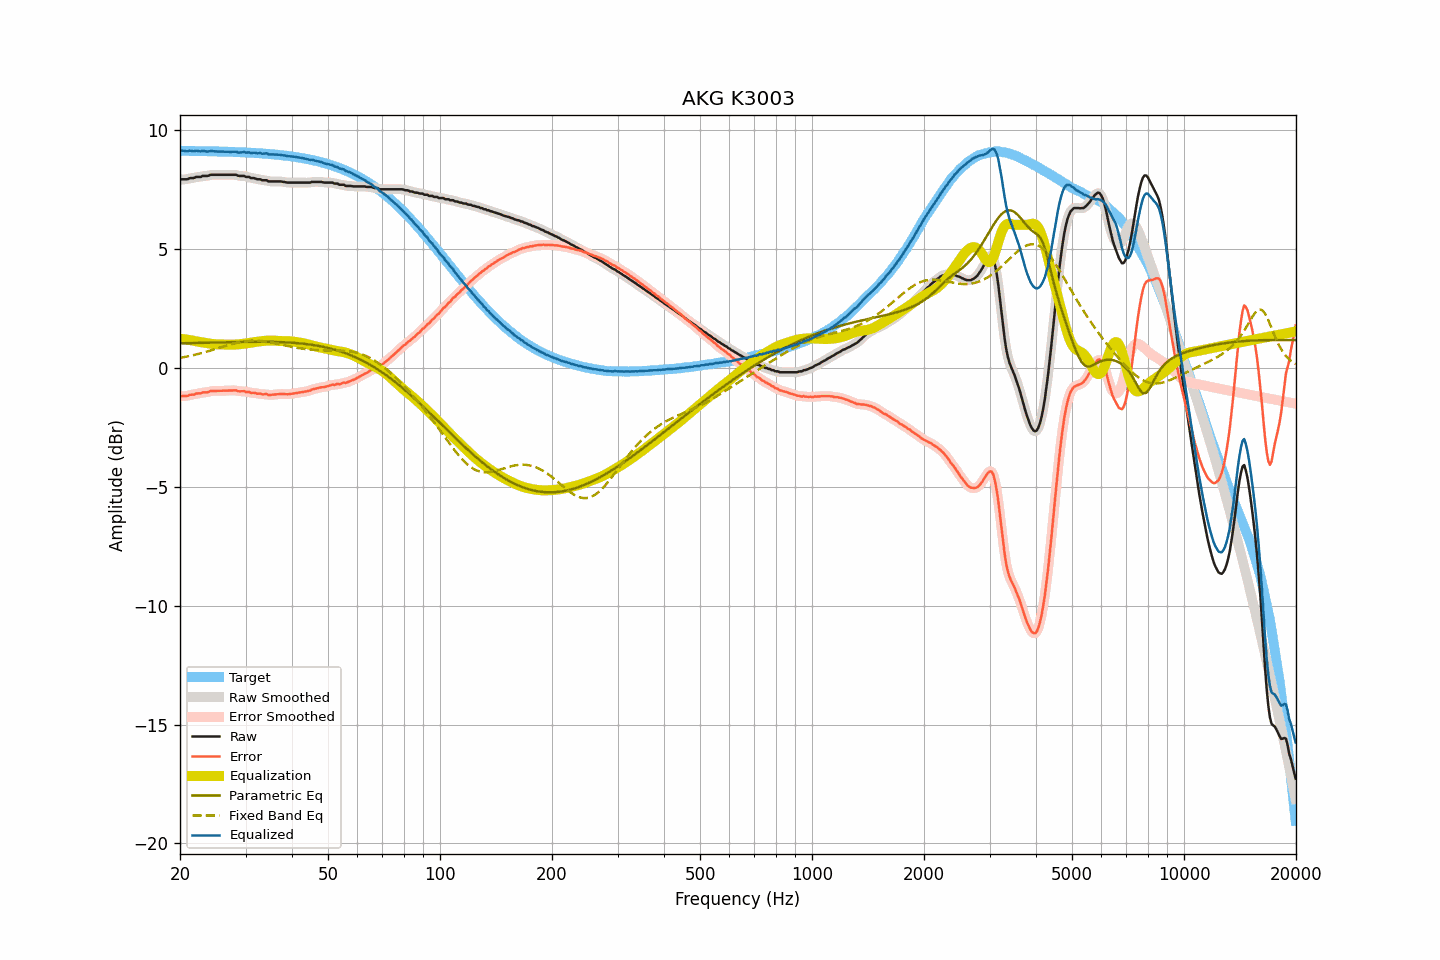 AKG K3003
10
5
0
−5
−10
−15
−20
Amplitude (dBr)
Target
Raw Smoothed
Error Smoothed
Raw
Error
Equalization
Parametric Eq
Fixed Band Eq
Equalized
20 50 100 200 500 1000 2000 5000 10000 20000
Frequency (Hz)